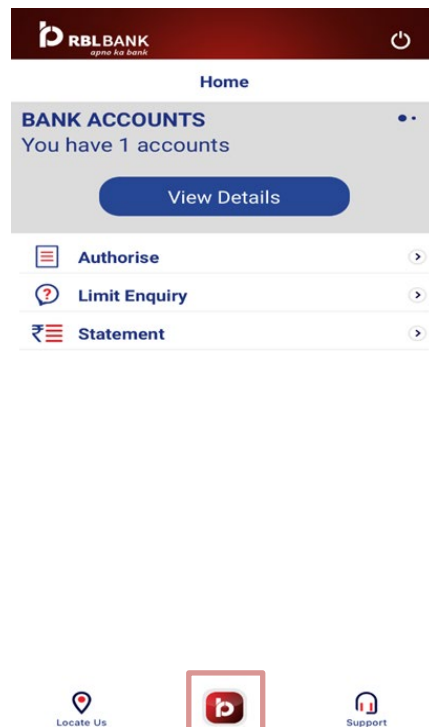 RBLBANK
apno ka bank
Home
BANK ACCOUNTS
You have 1 accounts
View Details
Authorise
Limit Enquiry
Statement
Locate Us
Support